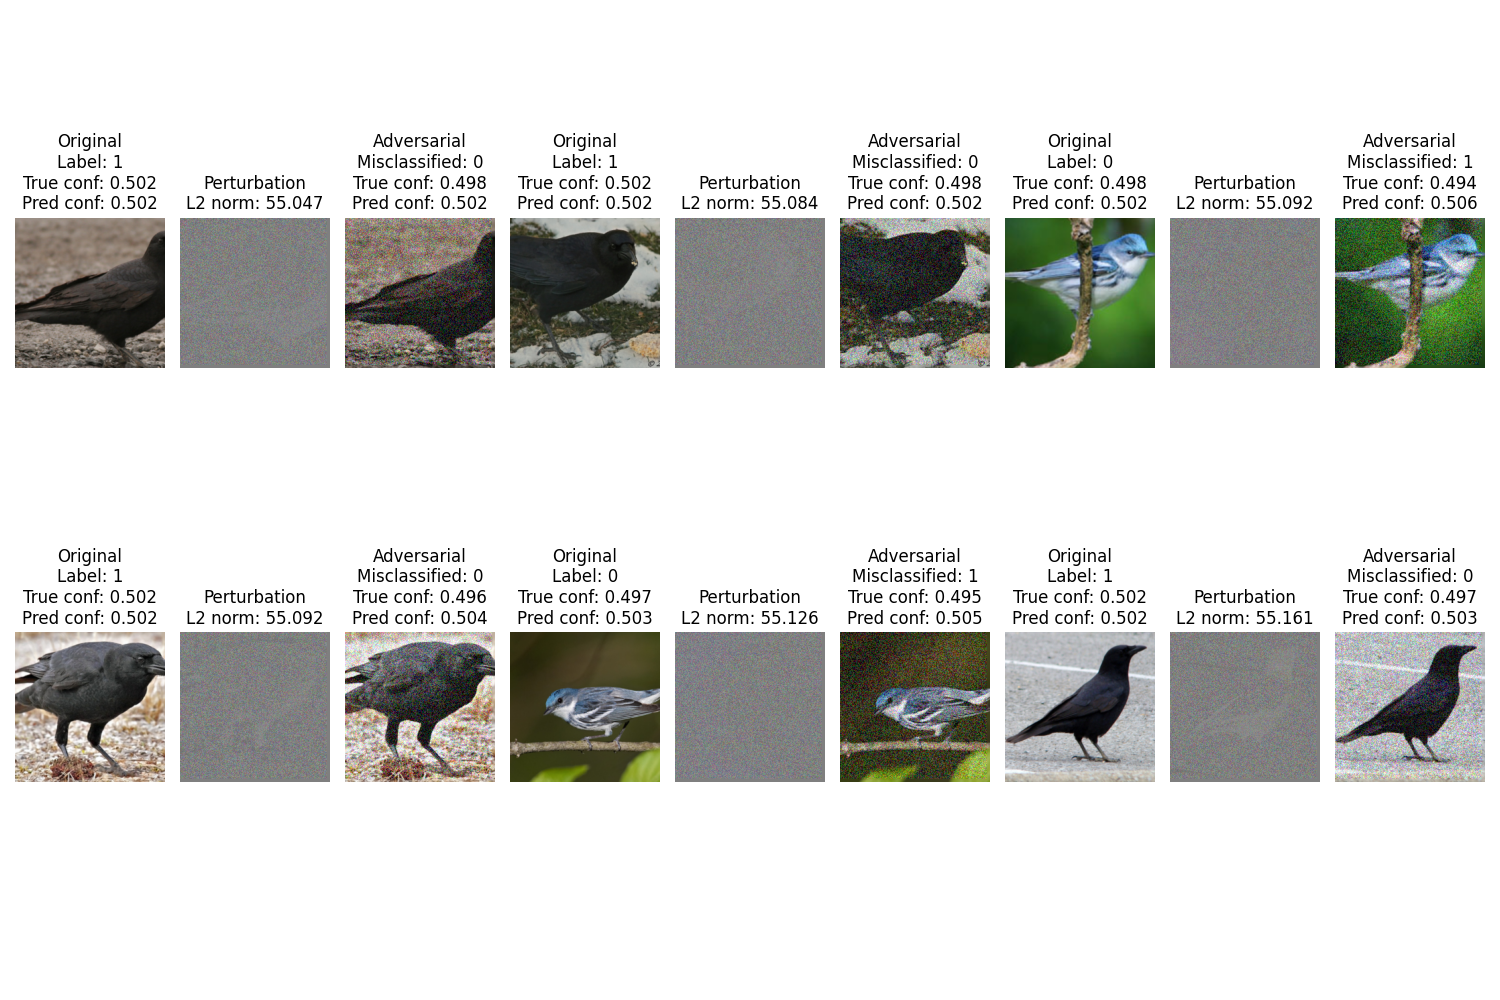 Original
Label: 1
True conf: 0.502
Pred conf: 0.502
Perturbation
L2 norm: 55.047
Adversarial
Misclassified: 0
True conf: 0.498
Pred conf: 0.502
Original
Label: 1
True conf: 0.502
Pred conf: 0.502
Perturbation
L2 norm: 55.084
Adversarial
Misclassified: 0
True conf: 0.498
Pred conf: 0.502
Original
Label: 0
True conf: 0.498
Pred conf: 0.502
Perturbation
L2 norm: 55.092
Adversarial
Misclassified: 1
True conf: 0.494
Pred conf: 0.506
Original
Label: 1
True conf: 0.502
Pred conf: 0.502
Perturbation
L2 norm: 55.092
Adversarial
Misclassified: 0
True conf: 0.496
Pred conf: 0.504
Original
Label: 0
True conf: 0.497
Pred conf: 0.503
Perturbation
L2 norm: 55.126
Adversarial
Misclassified: 1
True conf: 0.495
Pred conf: 0.505
Original
Label: 1
True conf: 0.502
Pred conf: 0.502
Perturbation
L2 norm: 55.161
Adversarial
Misclassified: 0
True conf: 0.497
Pred conf: 0.503